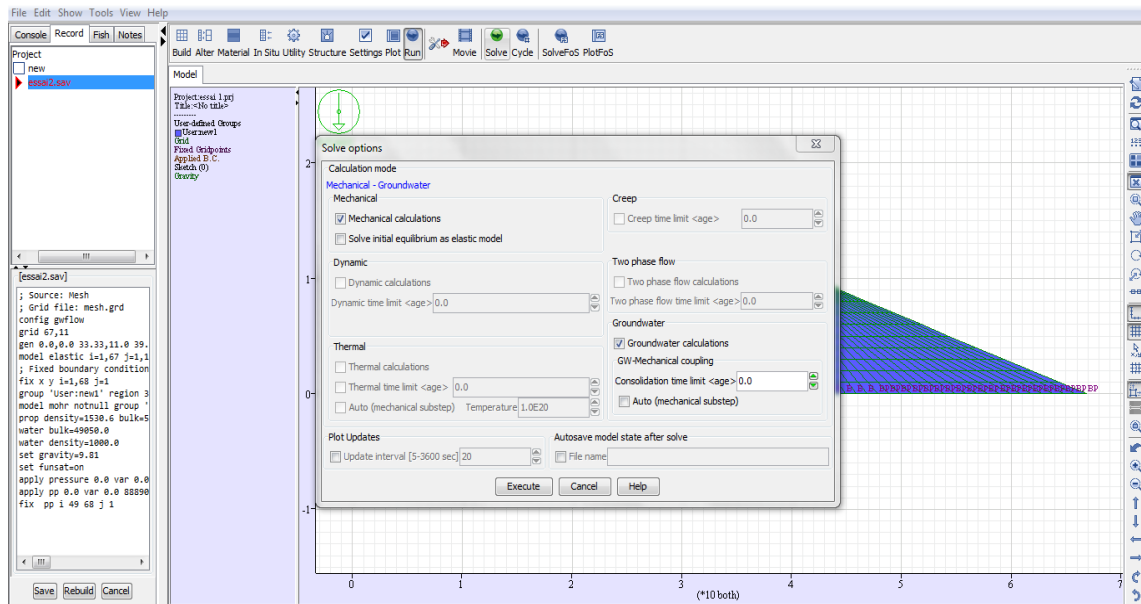 File Edit Show Tools View Help
Console Record Fish Notes
Project
new
essai2.sav
[essai2.sav]
; Source: Mesh
; Grid file: mesh.grd
config gwflow
grid 67,11
gen 0.0,0.0 33.33,11.0 39.
model elastic i=1,67 j=1,1
; Fixed boundary condition
fix x y i=1,68 j=1
group 'User:new1' region 3
model mohr notnull group '
prop density=1530.6 bulk=5
water bulk=49050.0
water density=1000.0
set gravity=9.81
set funsat=on
apply pressure 0.0 var 0.0
apply pp 0.0 var 0.0 88890
fix pp i 49 68 j 1
Save Rebuild Cancel
Build Alter Material In Situ Utility Structure Settings Plot Run Movie Solve Cycle SolveFoS PlotFoS
Model
Project:essai 1.prj
Title:<No title>
User-defined Groups
User:new1
Grid
Fixed Gridpoints
Applied B.C.
Sketch (0)
Gravity
Solve options
Calculation mode
Mechanical - Groundwater
Mechanical
Mechanical calculations
Solve initial equilibrium as elastic model
Dynamic
Dynamic calculations
Dynamic time limit <age> 0.0
Thermal
Thermal calculations
Thermal time limit <age> 0.0
Auto (mechanical substep) Temperature 1.0E20
Creep
Creep time limit <age> 0.0
Two phase flow
Two phase flow calculations
Two phase flow time limit <age> 0.0
Groundwater
Groundwater calculations
GW-Mechanical coupling
Consolidation time limit <age> 0.0
Auto (mechanical substep)
Plot Updates
Update interval [5-3600 sec] 20
Autosave model state after solve
File name
Execute Cancel Help
2
1
0
-1
0 1 2 3 4 5 6 7
(*10 both)